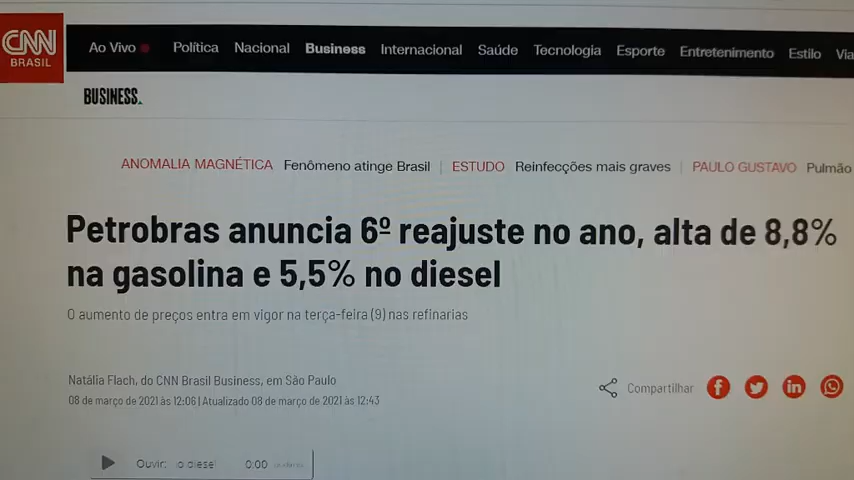 CNN
BRASIL
Ao Vivo Política Nacional Business Internacional Saúde Tecnologia Esporte Entretenimento Estilo Via
BUSINESS.
ANOMALIA MAGNÉTICA Fenômeno atinge Brasil | ESTUDO Reinfecções mais graves | PAULO GUSTAVO Pulmão
Petrobras anuncia 6º reajuste no ano, alta de 8,8%
na gasolina e 5,5% no diesel
O aumento de preços entra em vigor na terça-feira (9) nas refinarias
Natália Flach, do CNN Brasil Business, em São Paulo
08 de março de 2021 às 12:06 | Atualizado 08 de março de 2021 às 12:43
Compartilhar
Ouvir: o diesel 0:00